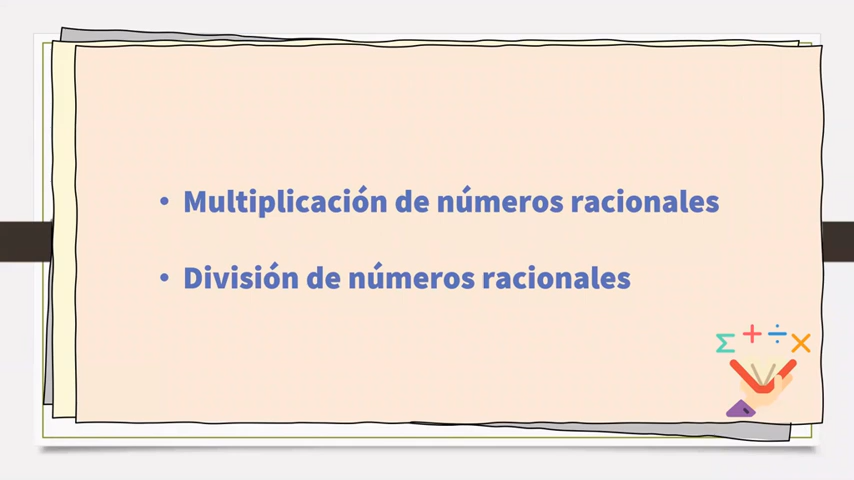 • Multiplicación de números racionales
• División de números racionales